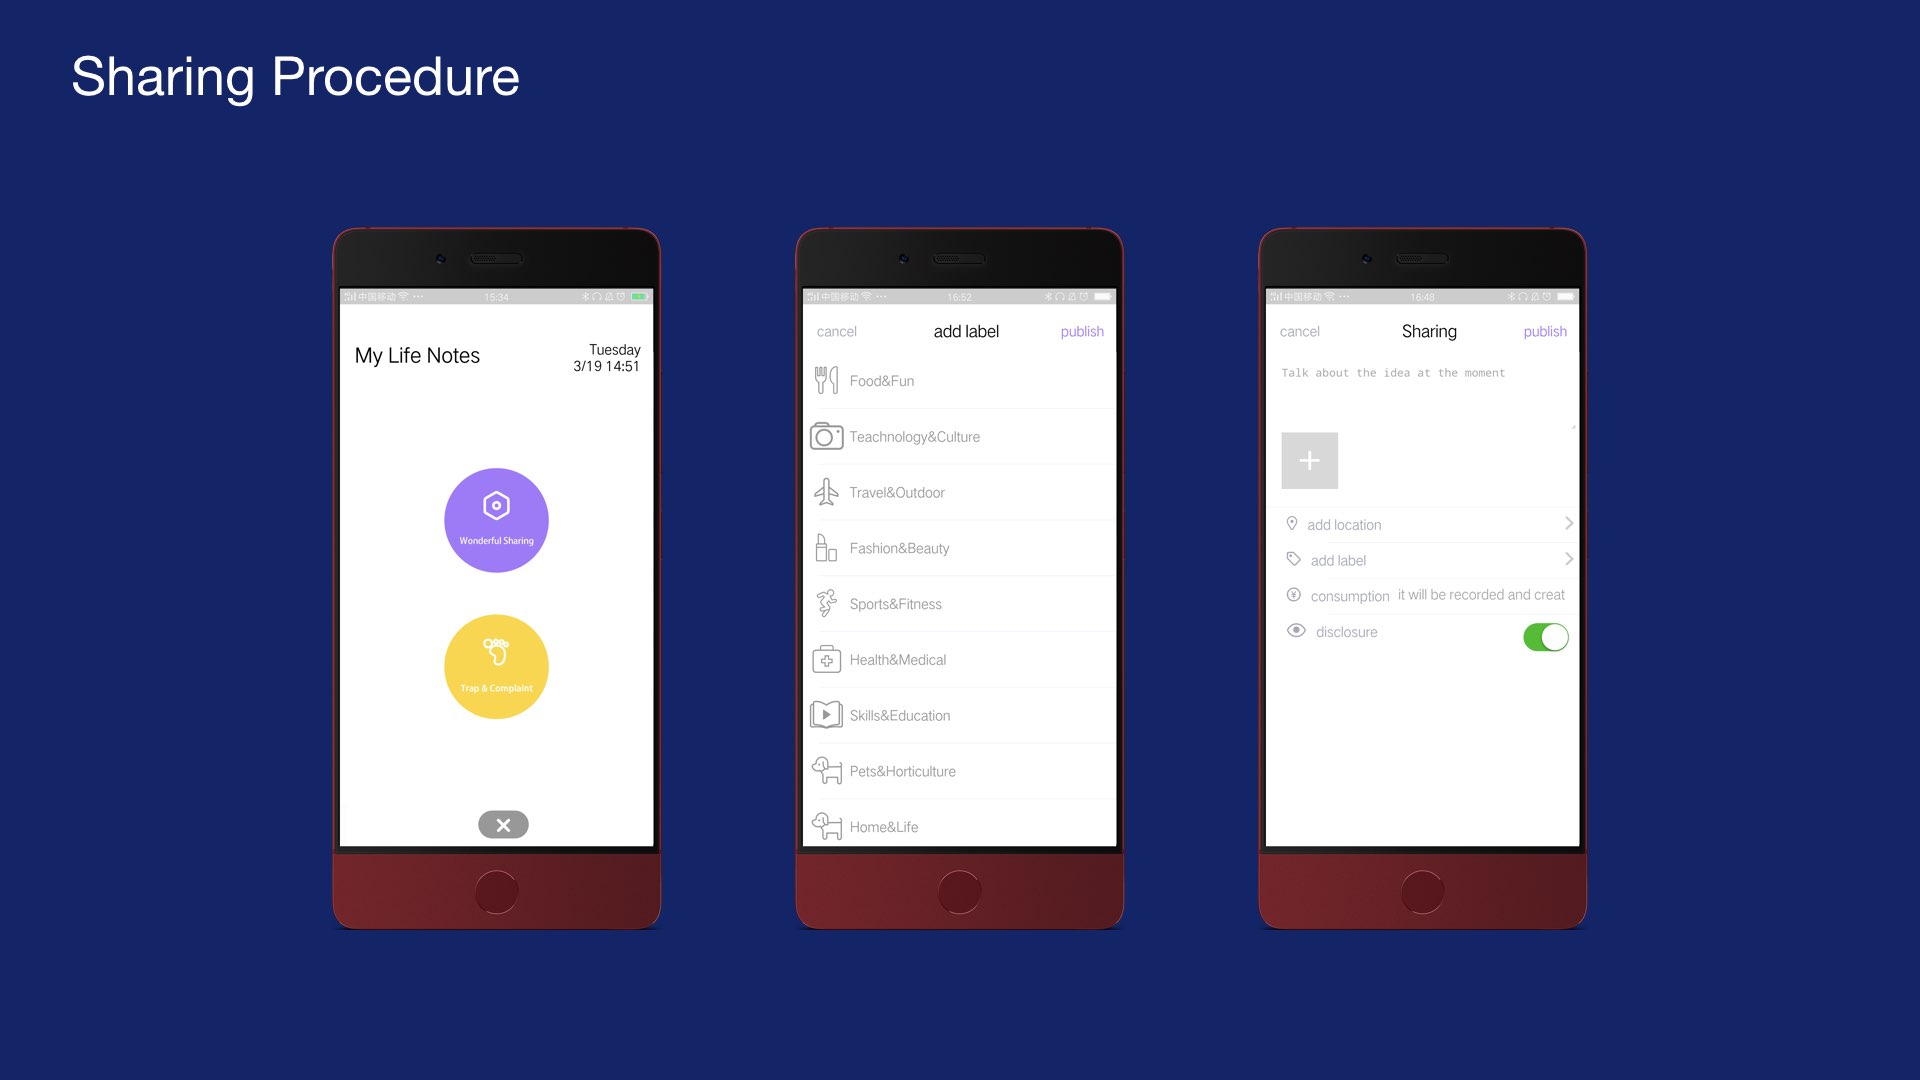 Sharing Procedure
中国移动 15:34
My Life Notes
Tuesday
3/19 14:51
Wonderful Sharing
Trap & Complaint
中国移动 16:52
cancel add label publish
Food&Fun
Teachnology&Culture
Travel&Outdoor
Fashion&Beauty
Sports&Fitness
Health&Medical
Skills&Education
Pets&Horticulture
Home&Life
中国移动 16:48
cancel Sharing publish
Talk about the idea at the moment
add location
add label
consumption it will be recorded and creat
disclosure